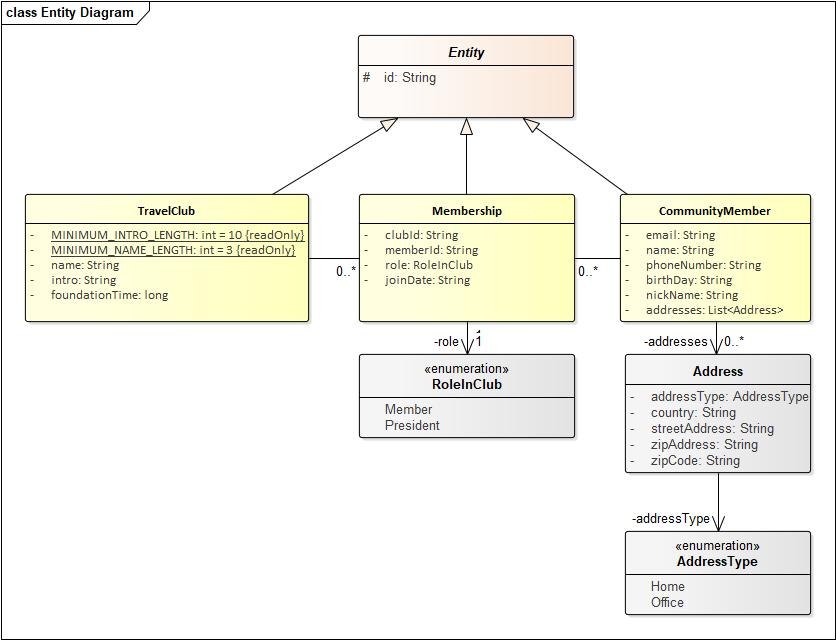 class Entity Diagram
Entity
# id: String
TravelClub
- MINIMUM_INTRO_LENGTH: int = 10 {readOnly}
- MINIMUM_NAME_LENGTH: int = 3 {readOnly}
- name: String
- intro: String
- foundationTime: long
0..*
Membership
- clubId: String
- memberId: String
- role: RoleInClub
- joinDate: String
0..*
CommunityMember
- email: String
- name: String
- phoneNumber: String
- birthDay: String
- nickName: String
- addresses: List<Address>
-role 1
«enumeration»
RoleInClub
Member
President
-addresses 0..*
Address
- addressType: AddressType
- country: String
- streetAddress: String
- zipAddress: String
- zipCode: String
-addressType
«enumeration»
AddressType
Home
Office